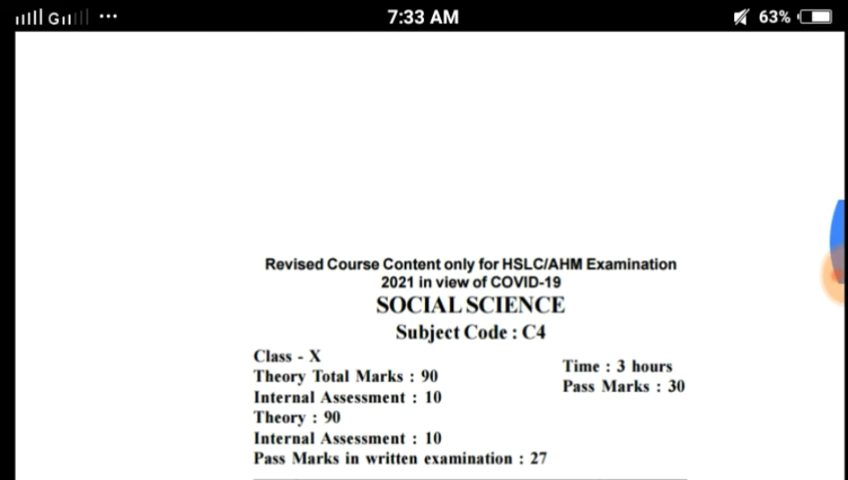 G 7:33 AM 63%
Revised Course Content only for HSLC/AHM Examination
2021 in view of COVID-19
SOCIAL SCIENCE
Subject Code : C4
Class - X
Time : 3 hours
Theory Total Marks : 90
Pass Marks : 30
Internal Assessment : 10
Theory : 90
Internal Assessment : 10
Pass Marks in written examination : 27